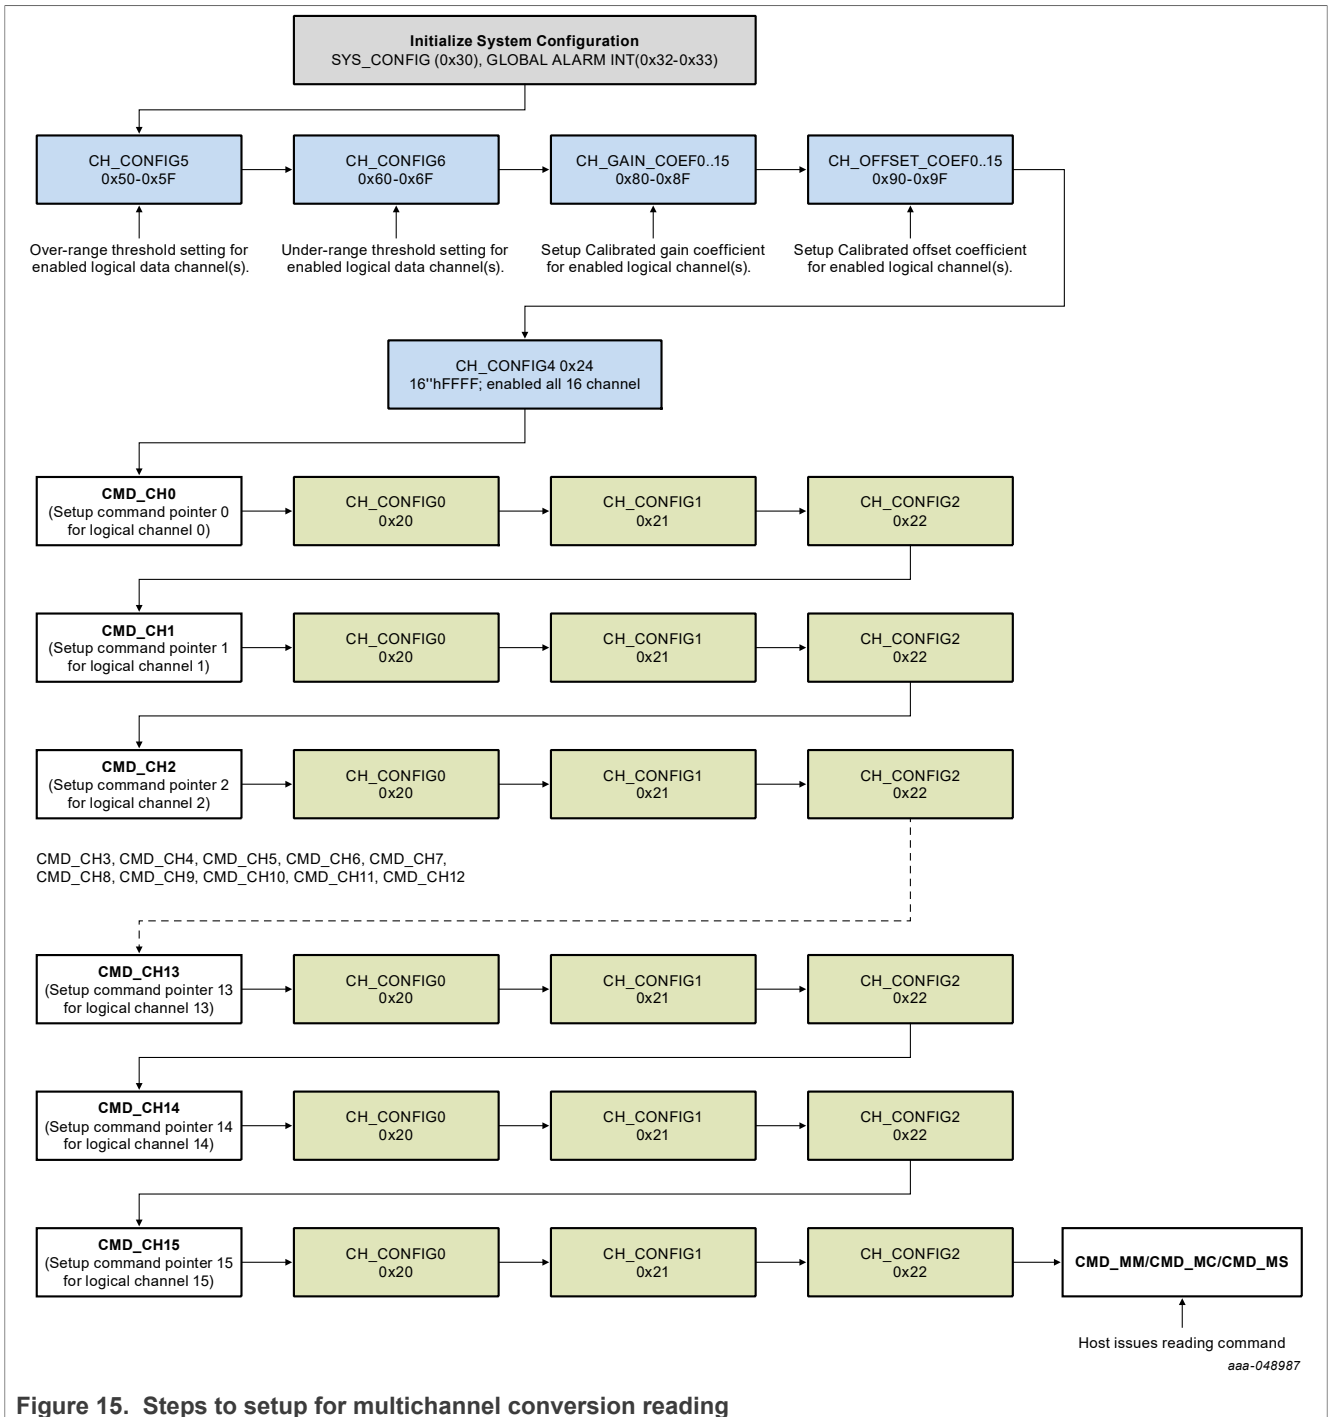 Initialize System Configuration
SYS_CONFIG (0x30), GLOBAL ALARM INT(0x32-0x33)
CH_CONFIG5
0x50-0x5F
CH_CONFIG6
0x60-0x6F
CH_GAIN_COEF0..15
0x80-0x8F
CH_OFFSET_COEF0..15
0x90-0x9F
Over-range threshold setting for
enabled logical data channel(s).
Under-range threshold setting for
enabled logical data channel(s).
Setup Calibrated gain coefficient
for enabled logical channel(s).
Setup Calibrated offset coefficient
for enabled logical channel(s).
CH_CONFIG4 0x24
16"hFFFF; enabled all 16 channel
CMD_CH0
(Setup command pointer 0
for logical channel 0)
CH_CONFIG0
0x20
CH_CONFIG1
0x21
CH_CONFIG2
0x22
CMD_CH1
(Setup command pointer 1
for logical channel 1)
CH_CONFIG0
0x20
CH_CONFIG1
0x21
CH_CONFIG2
0x22
CMD_CH2
(Setup command pointer 2
for logical channel 2)
CH_CONFIG0
0x20
CH_CONFIG1
0x21
CH_CONFIG2
0x22
CMD_CH3, CMD_CH4, CMD_CH5, CMD_CH6, CMD_CH7,
CMD_CH8, CMD_CH9, CMD_CH10, CMD_CH11, CMD_CH12
CMD_CH13
(Setup command pointer 13
for logical channel 13)
CH_CONFIG0
0x20
CH_CONFIG1
0x21
CH_CONFIG2
0x22
CMD_CH14
(Setup command pointer 14
for logical channel 14)
CH_CONFIG0
0x20
CH_CONFIG1
0x21
CH_CONFIG2
0x22
CMD_CH15
(Setup command pointer 15
for logical channel 15)
CH_CONFIG0
0x20
CH_CONFIG1
0x21
CH_CONFIG2
0x22
CMD_MM/CMD_MC/CMD_MS
Host issues reading command
aaa-048987
Figure 15. Steps to setup for multichannel conversion reading